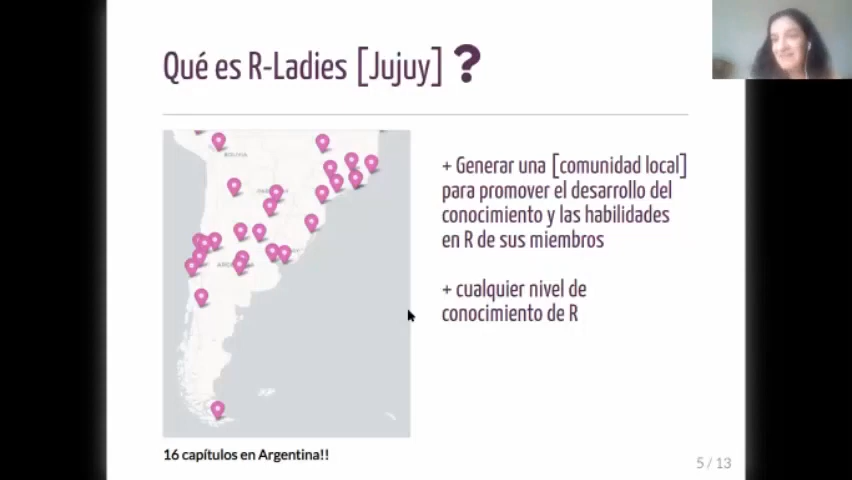 Qué es R-Ladies [Jujuy] ?
BOLIVIA
+ Generar una [comunidad local]
para promover el desarrollo del
conocimiento y las habilidades
en R de sus miembros
+ cualquier nivel de
conocimiento de R
16 capítulos en Argentina!!
5 / 13